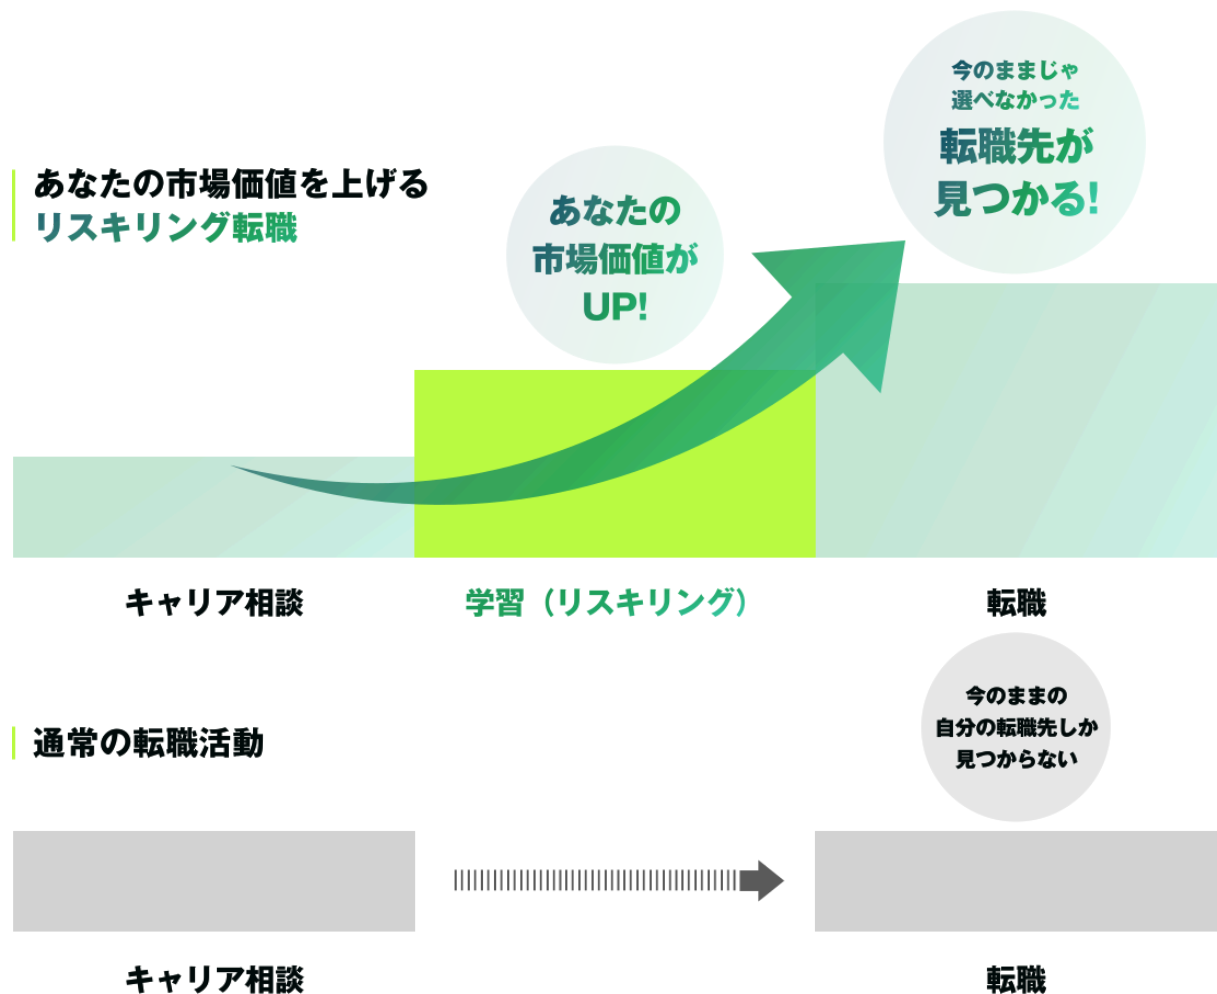 今のままじゃ
選べなかった
転職先が
見つかる!
あなたの市場価値を上げる
リスキリング転職
あなたの
市場価値が
UP!
キャリア相談
学習（リスキリング）
転職
今のままの
自分の転職先しか
見つからない
通常の転職活動
キャリア相談
転職